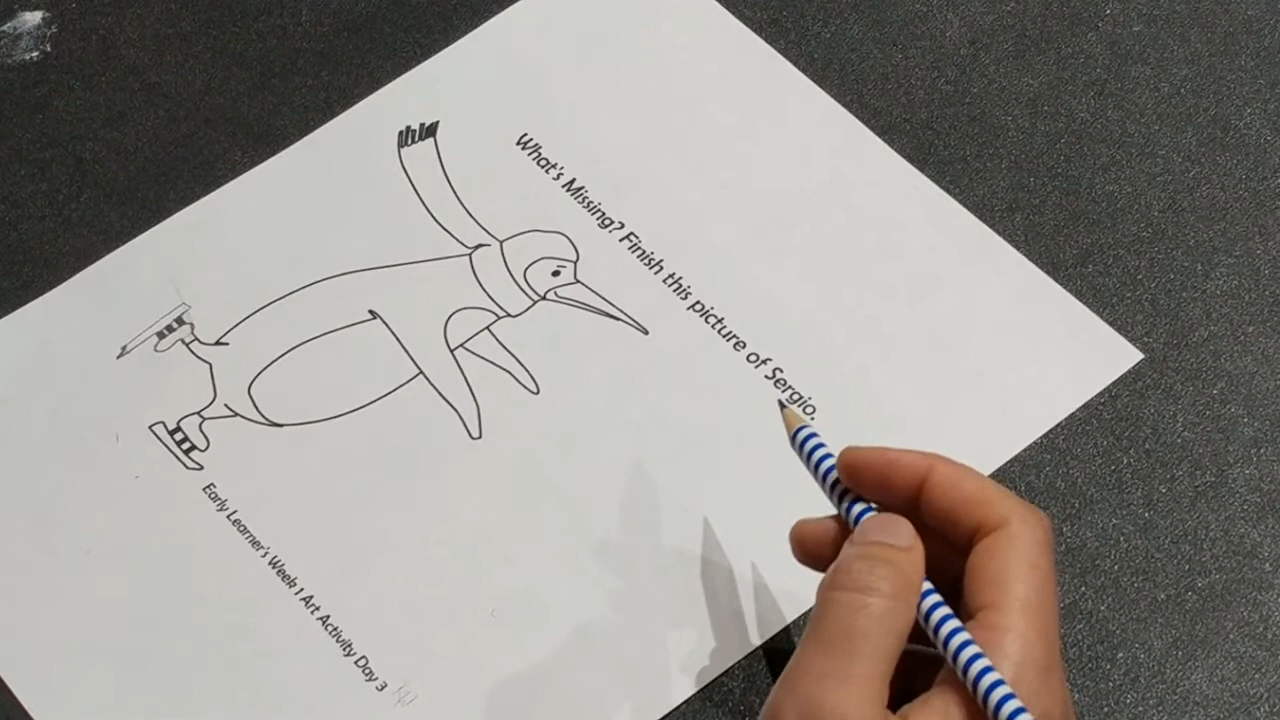 What's Missing? Finish this picture of Sergio.
Early Learner's Week 1 Art Activity Day 3